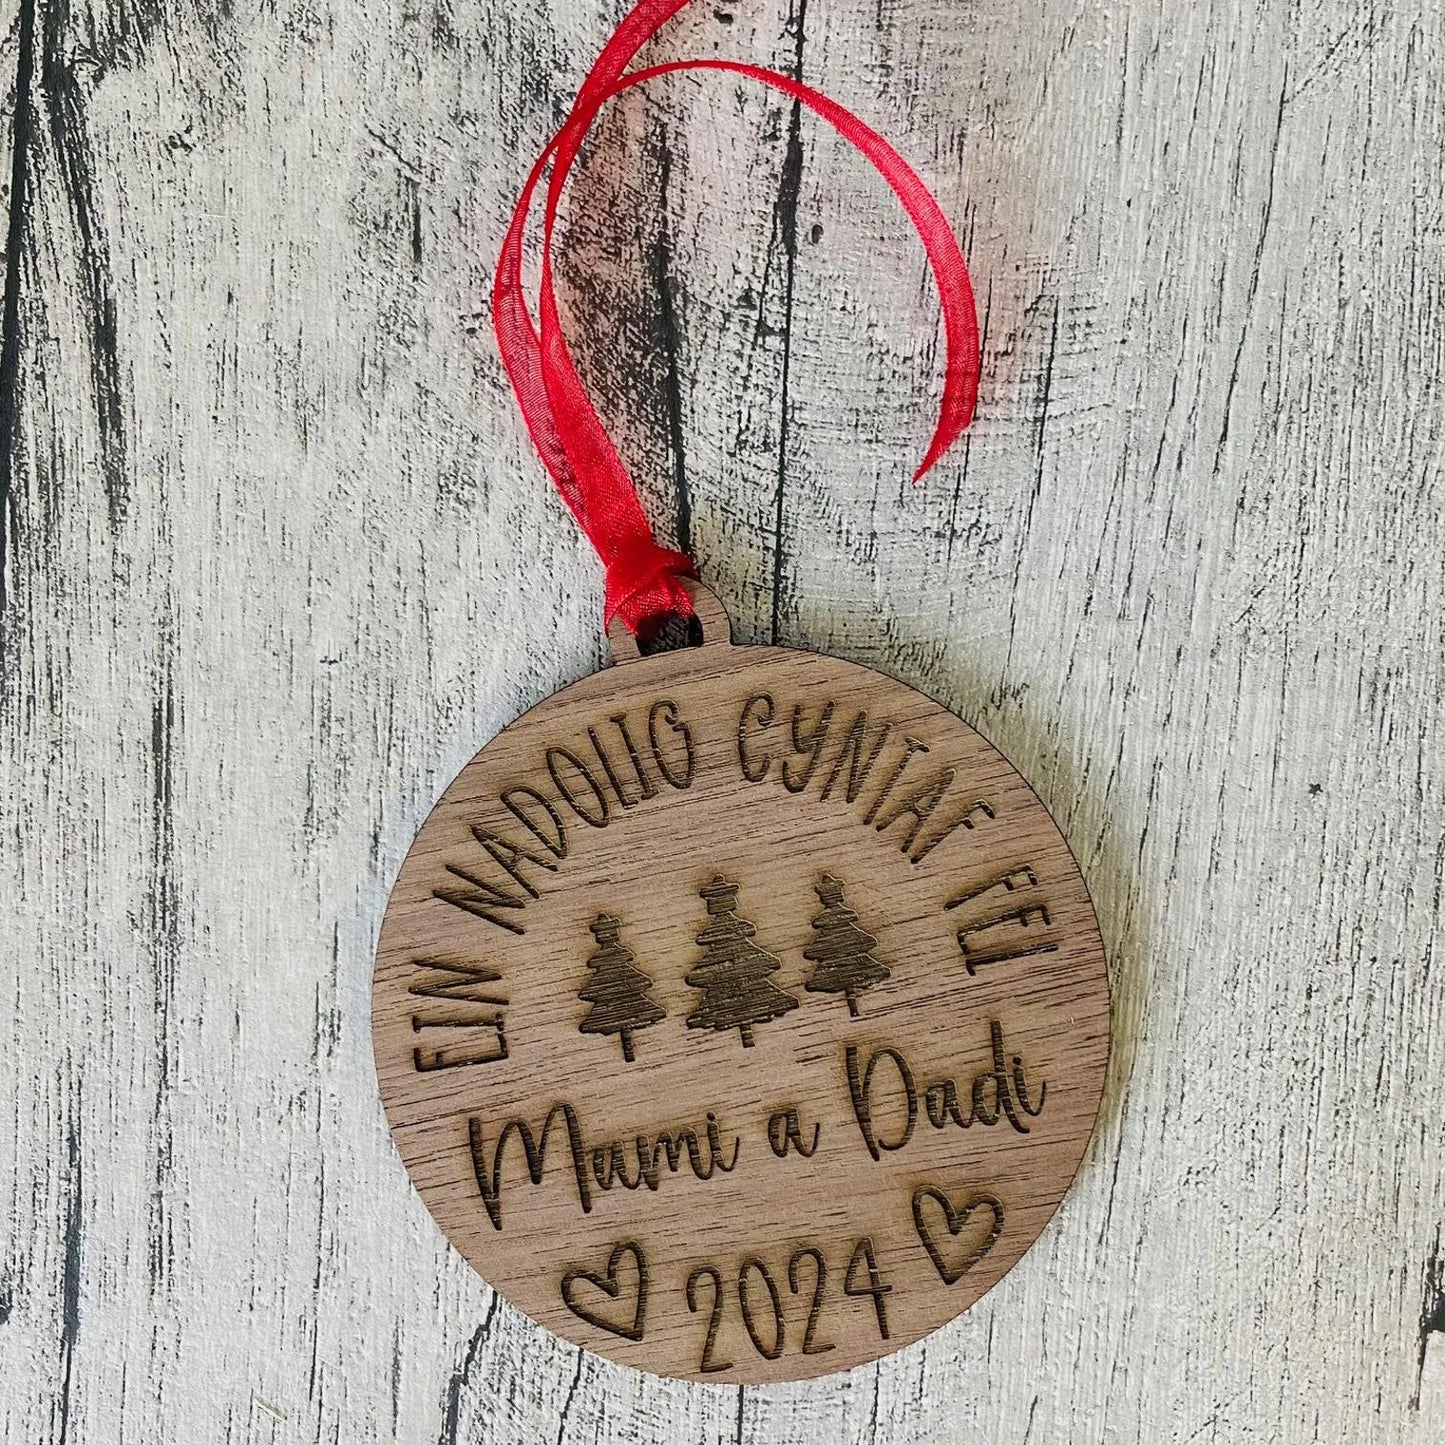 EIN NADOLIG CYNTAF FEL
Mami a Dadi
2024